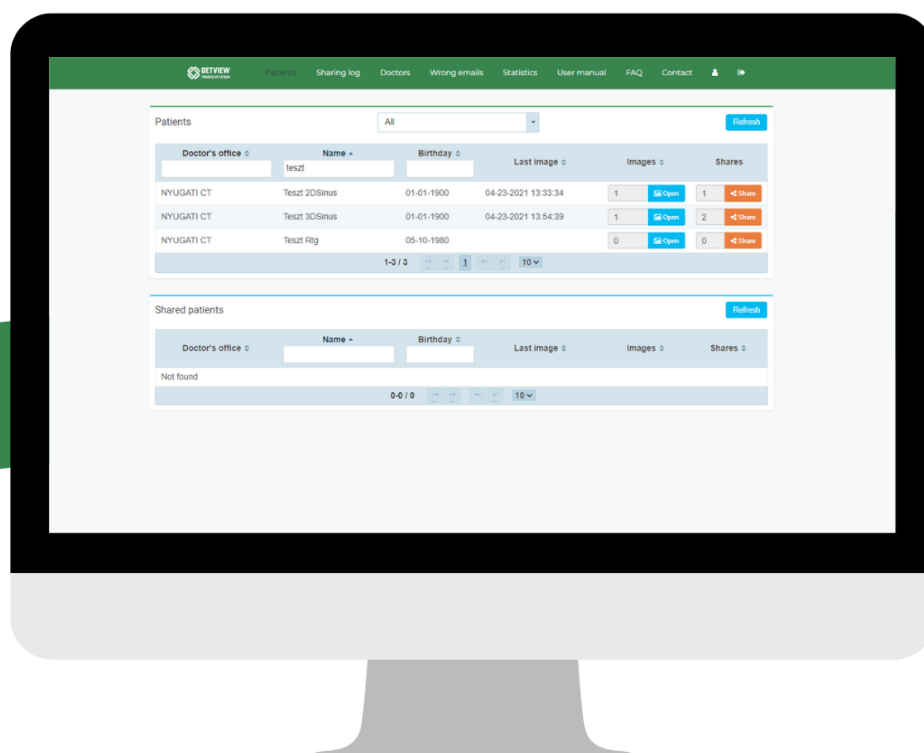 BETVIEW
Patients Sharing log Doctors Wrong emails Statistics User manual FAQ Contact
Patients All Refresh
Doctor's office Name Birthday Last image Images Shares
teszt
NYUGATI CT Teszt 2DSinus 01-01-1900 04-23-2021 13:33:34 1 Open 1 Share
NYUGATI CT Teszt 3DSinus 01-01-1900 04-23-2021 13:54:39 1 Open 2 Share
NYUGATI CT Teszt Rtg 05-10-1980 0 Open 0 Share
1-3 / 3 1 10
Shared patients Refresh
Doctor's office Name Birthday Last image Images Shares
Not found
0-0 / 0 10